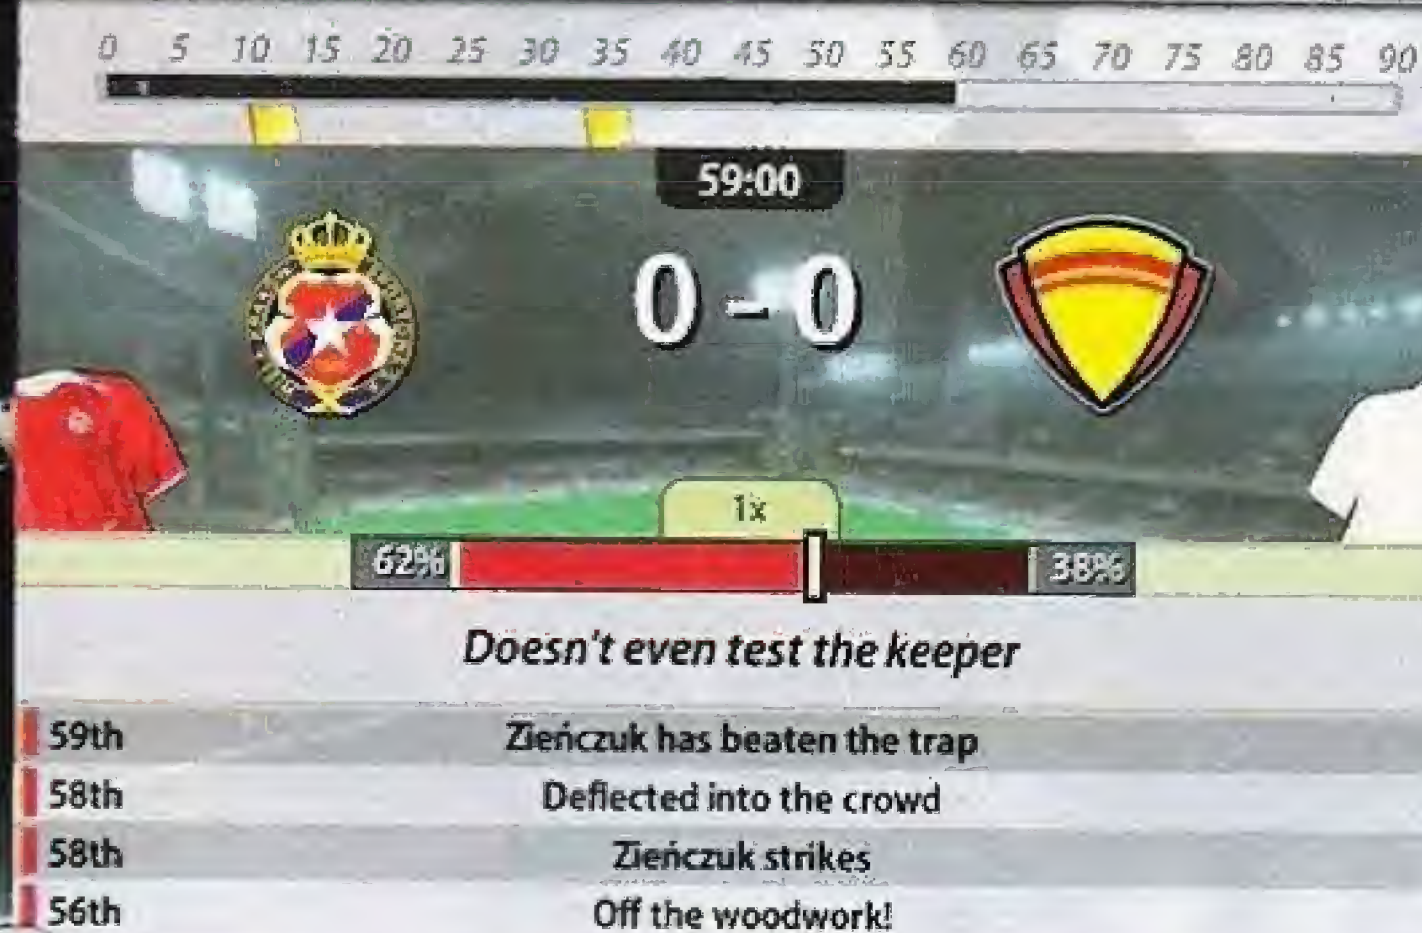 0 5 10 15 20 25 30 35 40 45 50 55 60 65 70 75 80 85 90
59:00
0 - 0
1x
62% 38%
Doesn't even test the keeper
59th Zieńczuk has beaten the trap
58th Deflected into the crowd
58th Zieńczuk strikes
56th Off the woodwork!